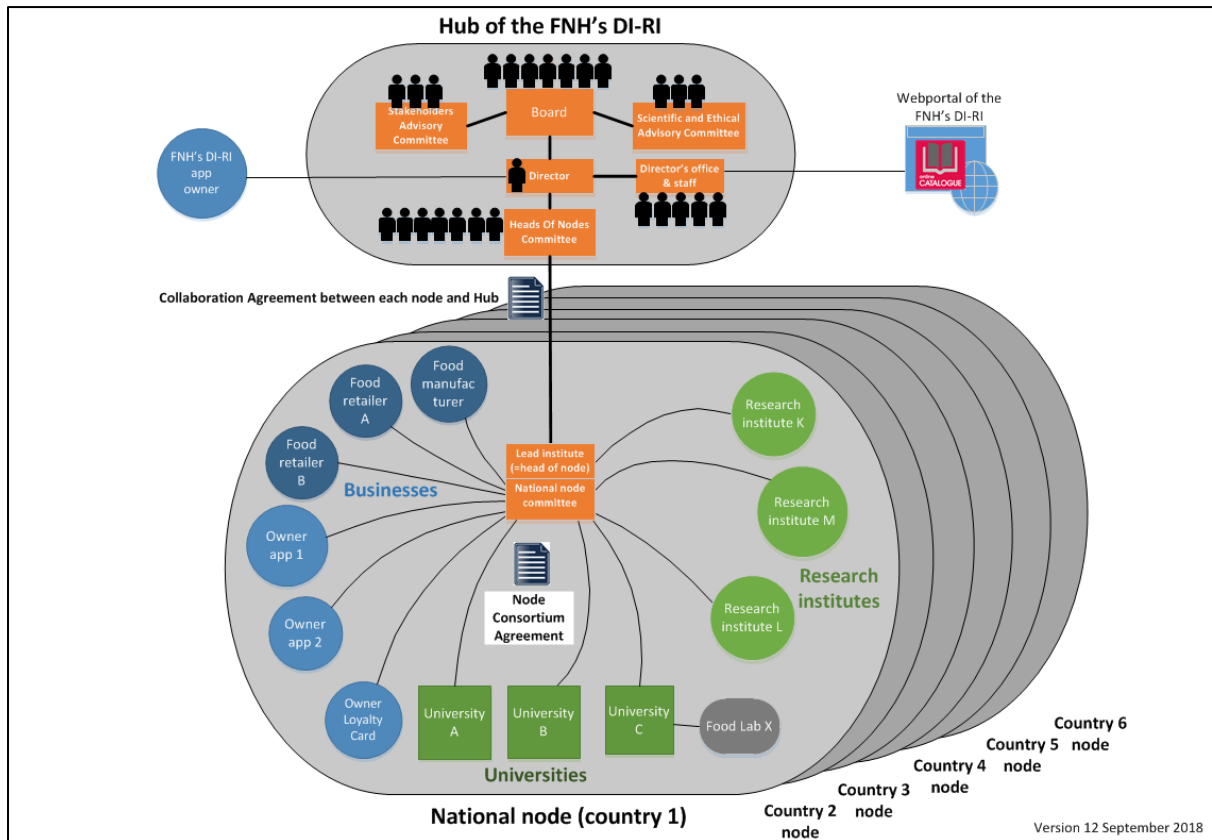 Hub of the FNH's DI-RI
Stakeholders
Advisory
Committee
Board
Scientific and Ethical
Advisory Committee
Webportal of the
FNH's DI-RI
online
CATALOGUE
FNH's DI-RI
app
owner
Director
Director's office
& staff
Heads Of Nodes
Committee
Collaboration Agreement between each node and Hub
Food
manufac
turer
Food
retailer
A
Food
retailer
B
Businesses
Owner
app 1
Owner
app 2
Owner
Loyalty
Card
Lead institute
(=head of node)
National node
committee
Node
Consortium
Agreement
Research
institute K
Research
institute M
Research
institutes
Research
institute L
University
A
University
B
University
C
Food Lab X
Universities
National node (country 1)
Country 2
node
Country 3
node
Country 4
node
Country 5
node
Country 6
node
Version 12 September 2018